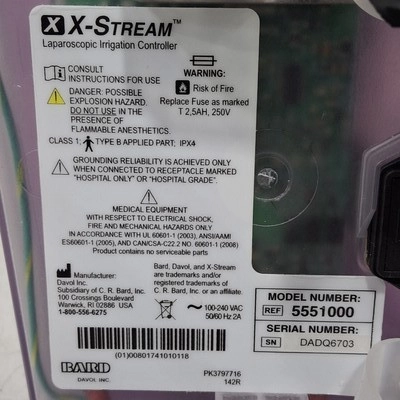 X-STREAM™
Laparoscopic Irrigation Controller
CONSULT
INSTRUCTIONS FOR USE
DANGER: POSSIBLE
EXPLOSION HAZARD.
DO NOT USE IN THE
PRESENCE OF
FLAMMABLE ANESTHETICS.
WARNING:
Risk of Fire
Replace Fuse as marked
T 2,5AH, 250V
CLASS 1; TYPE B APPLIED PART; IPX4
GROUNDING RELIABILITY IS ACHIEVED ONLY
WHEN CONNECTED TO RECEPTACLE MARKED
"HOSPITAL ONLY" OR "HOSPITAL GRADE".
MEDICAL EQUIPMENT
WITH RESPECT TO ELECTRICAL SHOCK,
FIRE AND MECHANICAL HAZARDS ONLY
IN ACCORDANCE WITH UL 60601-1 (2003), ANSI/AAMI
ES60601-1 (2005), AND CAN/CSA-C22.2 NO. 60601-1 (2008)
Product contains no serviceable parts
Manufacturer:
Davol Inc.
Subsidiary of C. R. Bard, Inc.
100 Crossings Boulevard
Warwick, RI 02886 USA
1-800-556-6275
Bard, Davol, and X-Stream
are trademarks and/or
registered trademarks of
C. R. Bard, Inc. or an affiliate.
100-240 VAC
50/60 Hz 2A
MODEL NUMBER:
REF 5551000
SERIAL NUMBER:
SN DADQ6703
(01)00801741010118
BARD
DAVOL INC.
PK3797716
142R